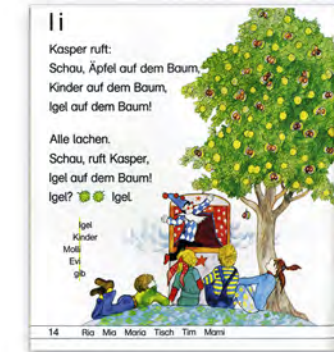 I i
Kasper ruft:
Schau, Äpfel auf dem Baum,
Kinder auf dem Baum,
Igel auf dem Baum!
Alle lachen.
Schau, ruft Kasper,
Igel auf dem Baum!
Igel? Igel.
Igel
Kinder
Molli
Evi
gib
14 Ria Mia Maria Tisch Tim Mami